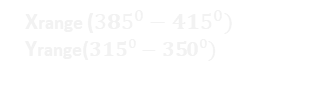 Xrange (385⁰ – 415⁰)
Yrange(315⁰ – 350⁰)